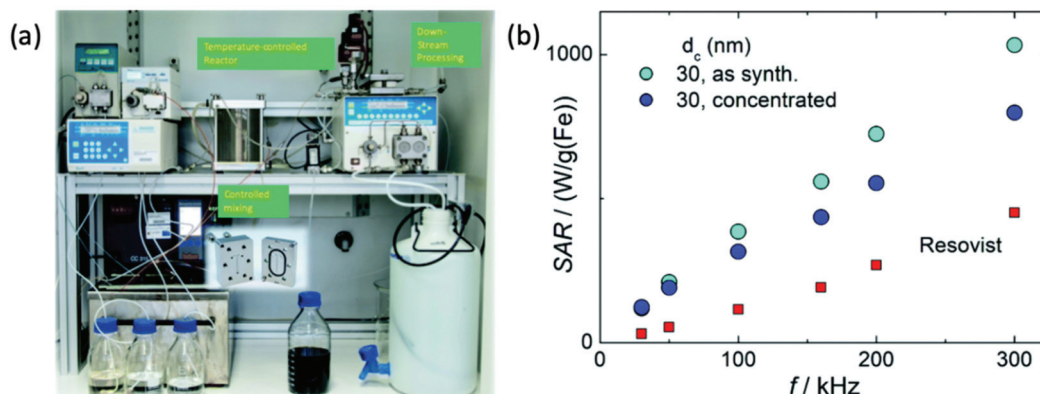 (a)
Temperature-controlled
Reactor
Down-
Stream
Processing
Controlled
mixing
(b)
SAR / (W/g(Fe))
1000
0
d_c (nm)
30, as synth.
30, concentrated
Resovist
0
100
200
300
f / kHz